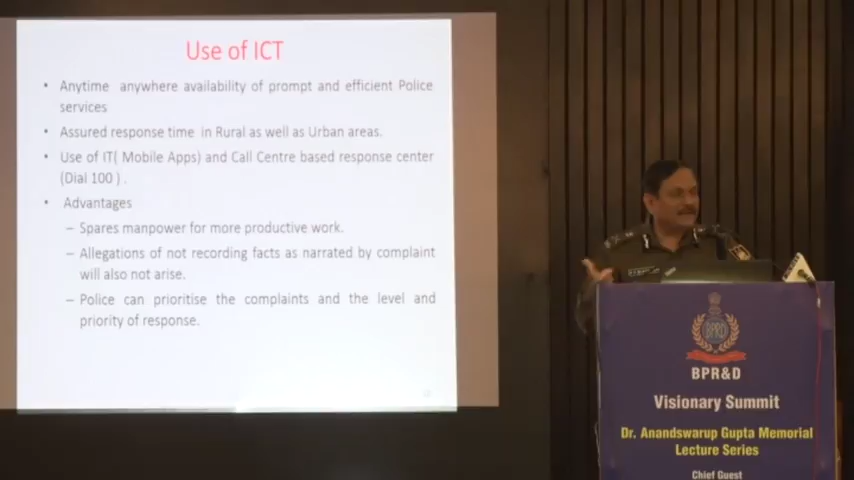 Use of ICT
• Anytime anywhere availability of prompt and efficient Police
services
• Assured response time in Rural as well as Urban areas.
• Use of IT( Mobile Apps) and Call Centre based response center
(Dial 100 ) .
• Advantages
– Spares manpower for more productive work.
– Allegations of not recording facts as narrated by complaint
will also not arise.
– Police can prioritise the complaints and the level and
priority of response.
BPR&D
BPR&D
Visionary Summit
Dr. Anandswarup Gupta Memorial
Lecture Series
Chief Guest